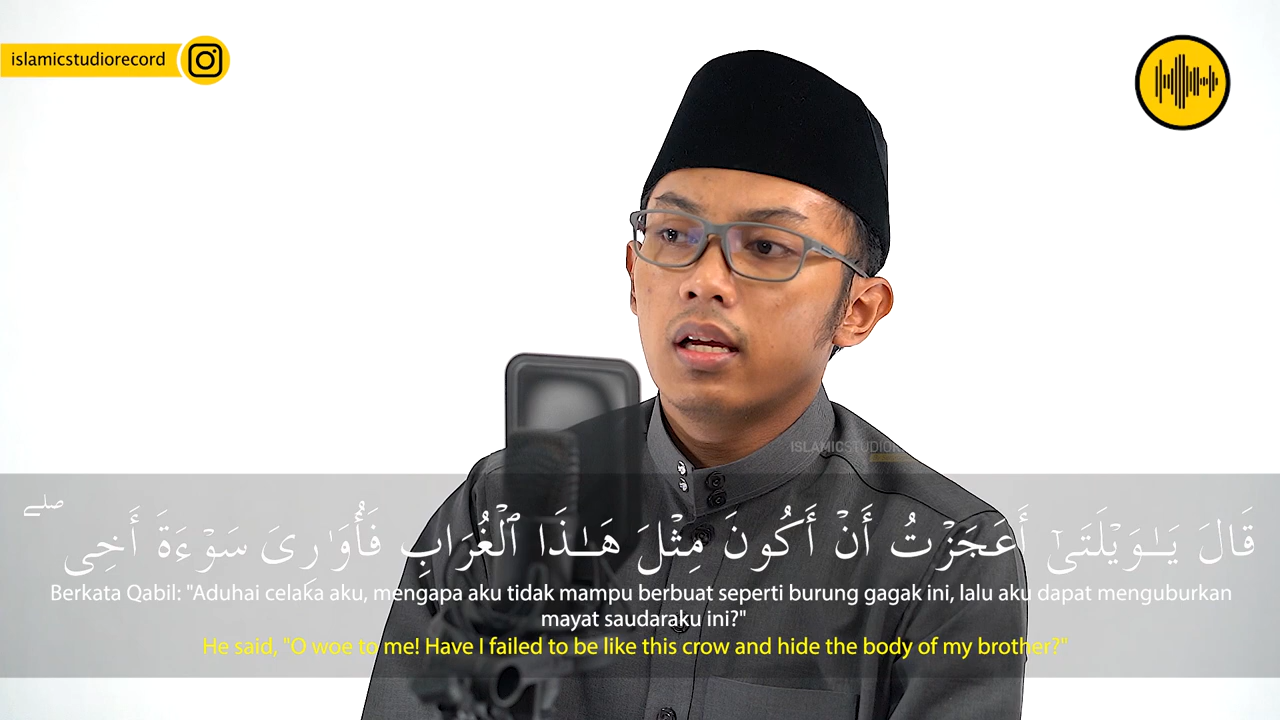 islamicstudiorecord
ISLAMICSTUDIO
قَالَ يَـٰوَيْلَتَىٰٓ أَعَجَزْتُ أَنْ أَكُونَ مِثْلَ هَـٰذَا ٱلْغُرَابِ فَأُوَٰرِىَ سَوْءَةَ أَخِى ۖ
Berkata Qabil: "Aduhai celaka aku, mengapa aku tidak mampu berbuat seperti burung gagak ini, lalu aku dapat menguburkan
mayat saudaraku ini?"
He said, "O woe to me! Have I failed to be like this crow and hide the body of my brother?"